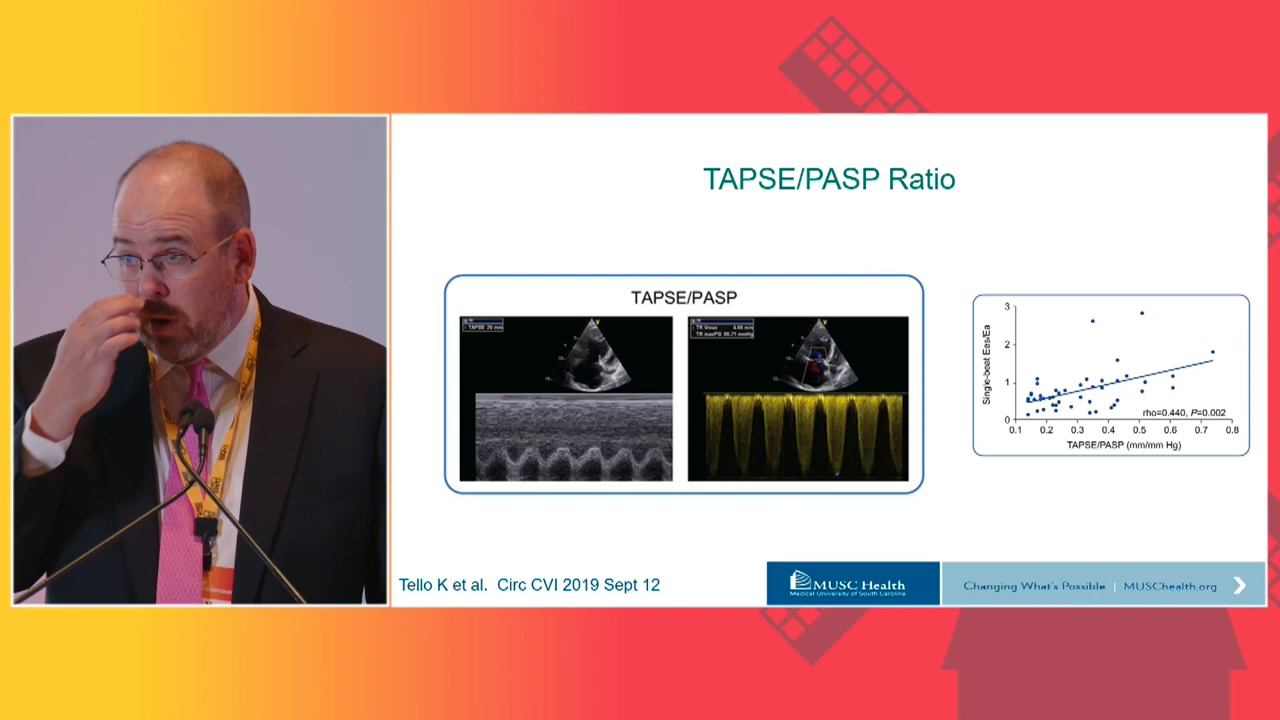 TAPSE/PASP Ratio
TAPSE/PASP
TAPSE 20 mm
TR Vmax 4.66 m/s
TR maxPG 86.71 mmHg
Single-beat Ees/Ea
3
2
1
0
rho=0.440, P=0.002
0.1 0.2 0.3 0.4 0.5 0.6 0.7 0.8
TAPSE/PASP (mm/mm Hg)
Tello K et al. Circ CVI 2019 Sept 12
MUSC Health
Medical University of South Carolina
Changing What's Possible | MUSChealth.org